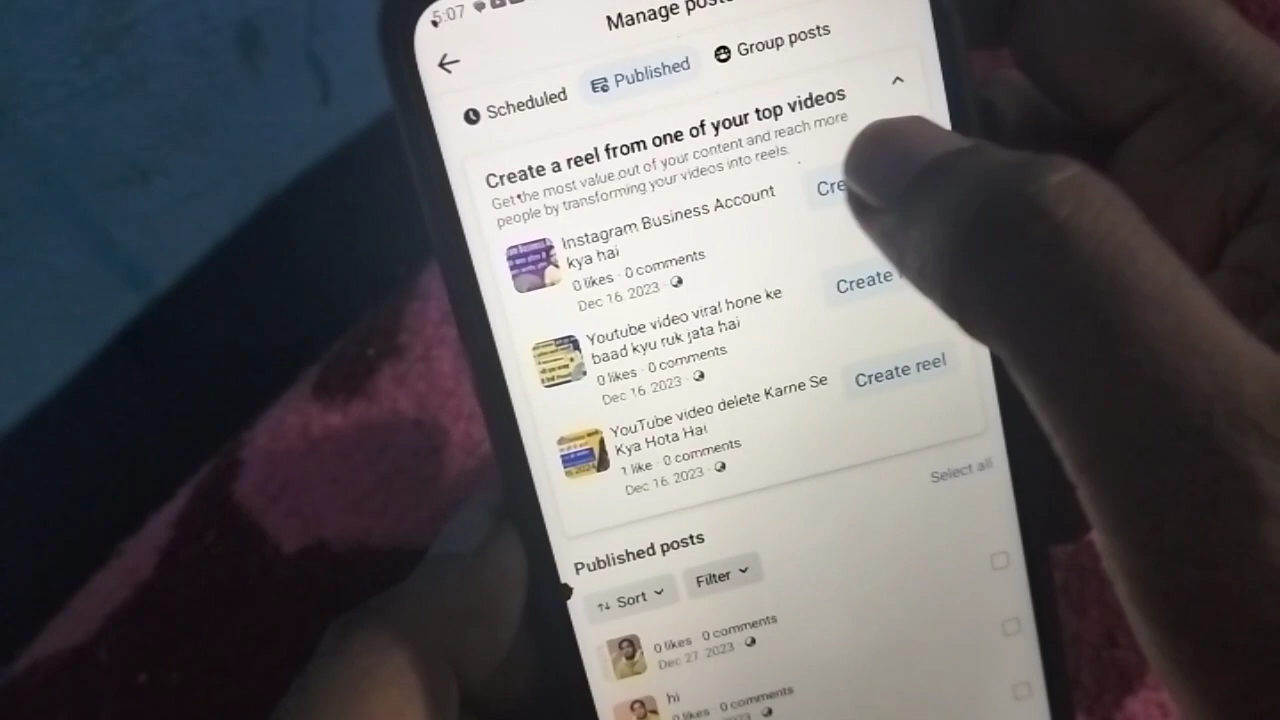 5:07
Manage posts
Scheduled
Published
Group posts
Create a reel from one of your top videos
Get the most value out of your content and reach more
people by transforming your videos into reels.
Instagram Business Account
kya hai
0 likes · 0 comments
Dec 16, 2023 ·
Cre
Youtube video viral hone ke
baad kyu ruk jata hai
0 likes · 0 comments
Dec 16, 2023 ·
Create
YouTube video delete Karne Se
Kya Hota Hai
1 like · 0 comments
Dec 16, 2023 ·
Create reel
Select all
Published posts
Sort
Filter
0 likes 0 comments
Dec 27, 2023
hi
0 likes 0 comments
2023